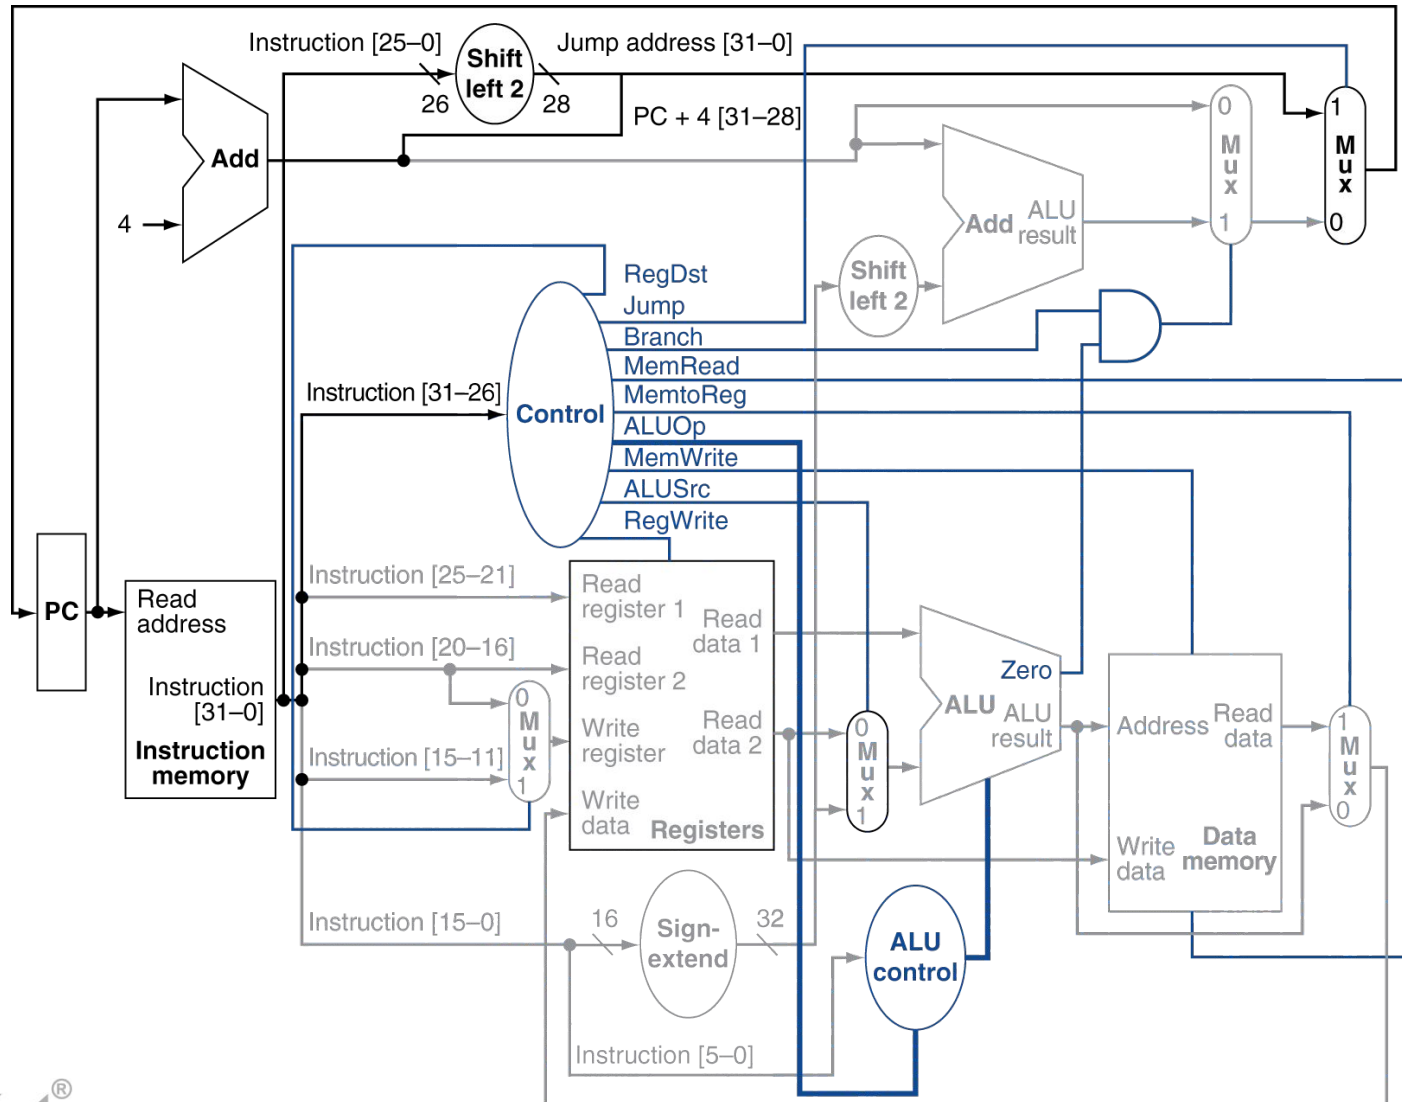 Instruction [25–0]
Shift
left 2
Jump address [31–0]
26
28
PC + 4 [31–28]
Add
4
0
M
u
x
1
1
M
u
x
0
Add
ALU
result
Shift
left 2
RegDst
Jump
Branch
MemRead
MemtoReg
ALUOp
MemWrite
ALUSrc
RegWrite
Instruction [31–26]
Control
PC
Read
address
Instruction
[31–0]
Instruction
memory
Instruction [25–21]
Instruction [20–16]
Instruction [15–11]
0
M
u
x
1
Read
register 1
Read
register 2
Write
register
Write
data
Read
data 1
Read
data 2
Registers
0
M
u
x
1
Zero
ALU
ALU
result
Address
Read
data
Write
data
Data
memory
1
M
u
x
0
Instruction [15–0]
16
Sign-
extend
32
ALU
control
Instruction [5–0]
®